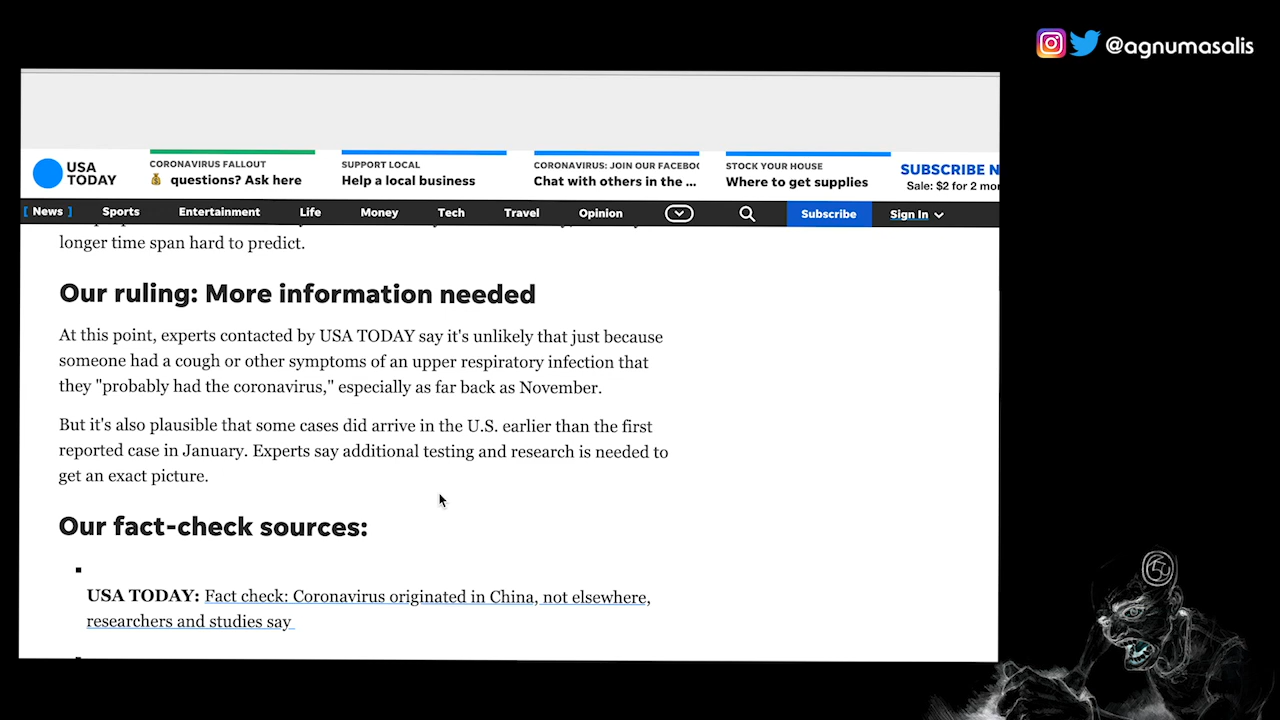 @agnumasalis
USA
TODAY
CORONAVIRUS FALLOUT
questions? Ask here
SUPPORT LOCAL
Help a local business
CORONAVIRUS: JOIN OUR FACEBO
Chat with others in the ...
STOCK YOUR HOUSE
Where to get supplies
SUBSCRIBE N
Sale: $2 for 2 mo
[ News ] Sports Entertainment Life Money Tech Travel Opinion Subscribe Sign In
longer time span hard to predict.
Our ruling: More information needed
At this point, experts contacted by USA TODAY say it's unlikely that just because
someone had a cough or other symptoms of an upper respiratory infection that
they "probably had the coronavirus," especially as far back as November.
But it's also plausible that some cases did arrive in the U.S. earlier than the first
reported case in January. Experts say additional testing and research is needed to
get an exact picture.
Our fact-check sources:
USA TODAY: Fact check: Coronavirus originated in China, not elsewhere,
researchers and studies say